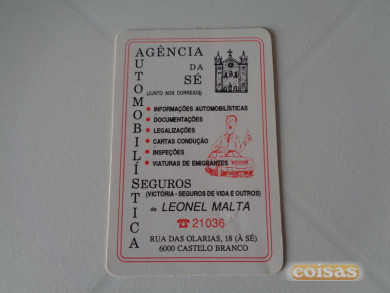 AGÊNCIA
DA
SÉ
(JUNTO AOS CORREIOS)
AUTOMOBILÍSTICA
• INFORMAÇÕES AUTOMOBILÍSTICAS
• DOCUMENTAÇÕES
• LEGALIZAÇÕES
• CARTAS CONDUÇÃO
• INSPEÇÕES
• VIATURAS DE EMIGRANTES
SEGUROS
(VICTÓRIA - SEGUROS DE VIDA E OUTROS)
de LEONEL MALTA
☎ 21036
RUA DAS OLARIAS, 18 (À SÉ)
6000 CASTELO BRANCO
coisas